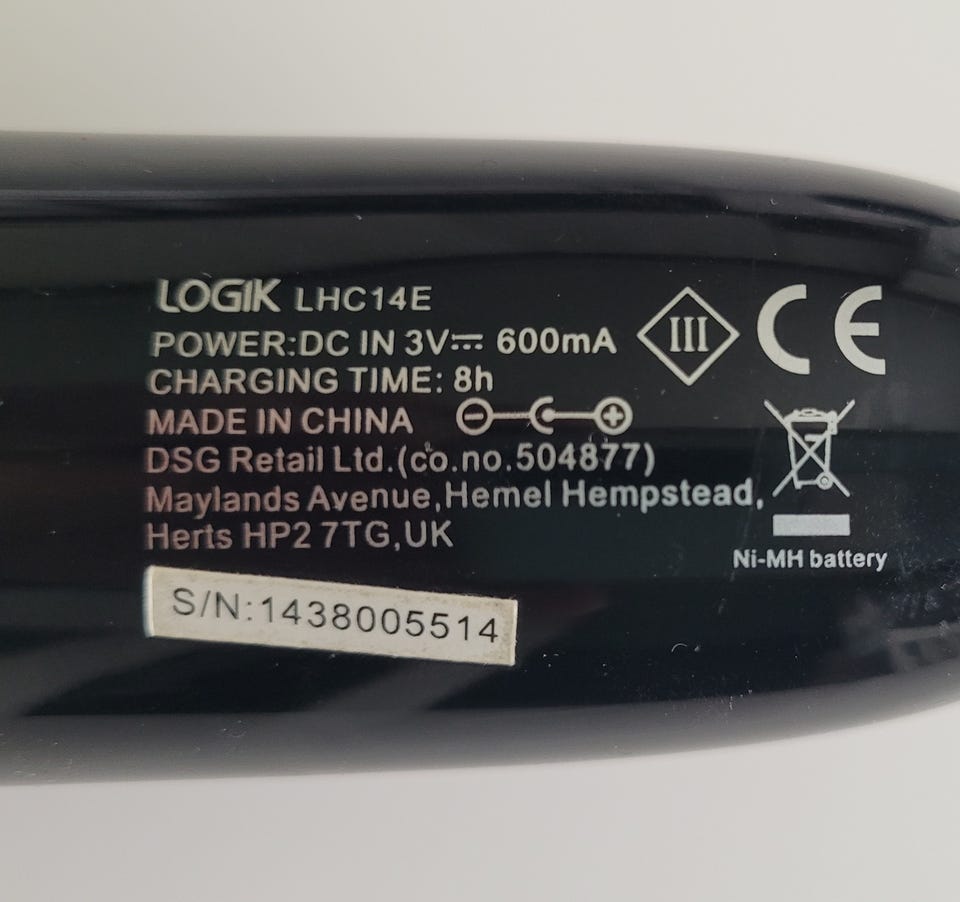 LOGiK LHC14E
POWER:DC IN 3V⎓ 600mA
CHARGING TIME: 8h
MADE IN CHINA
DSG Retail Ltd.(co.no.504877)
Maylands Avenue,Hemel Hempstead,
Herts HP2 7TG,UK
S/N:1438005514
III
CE
Ni-MH battery